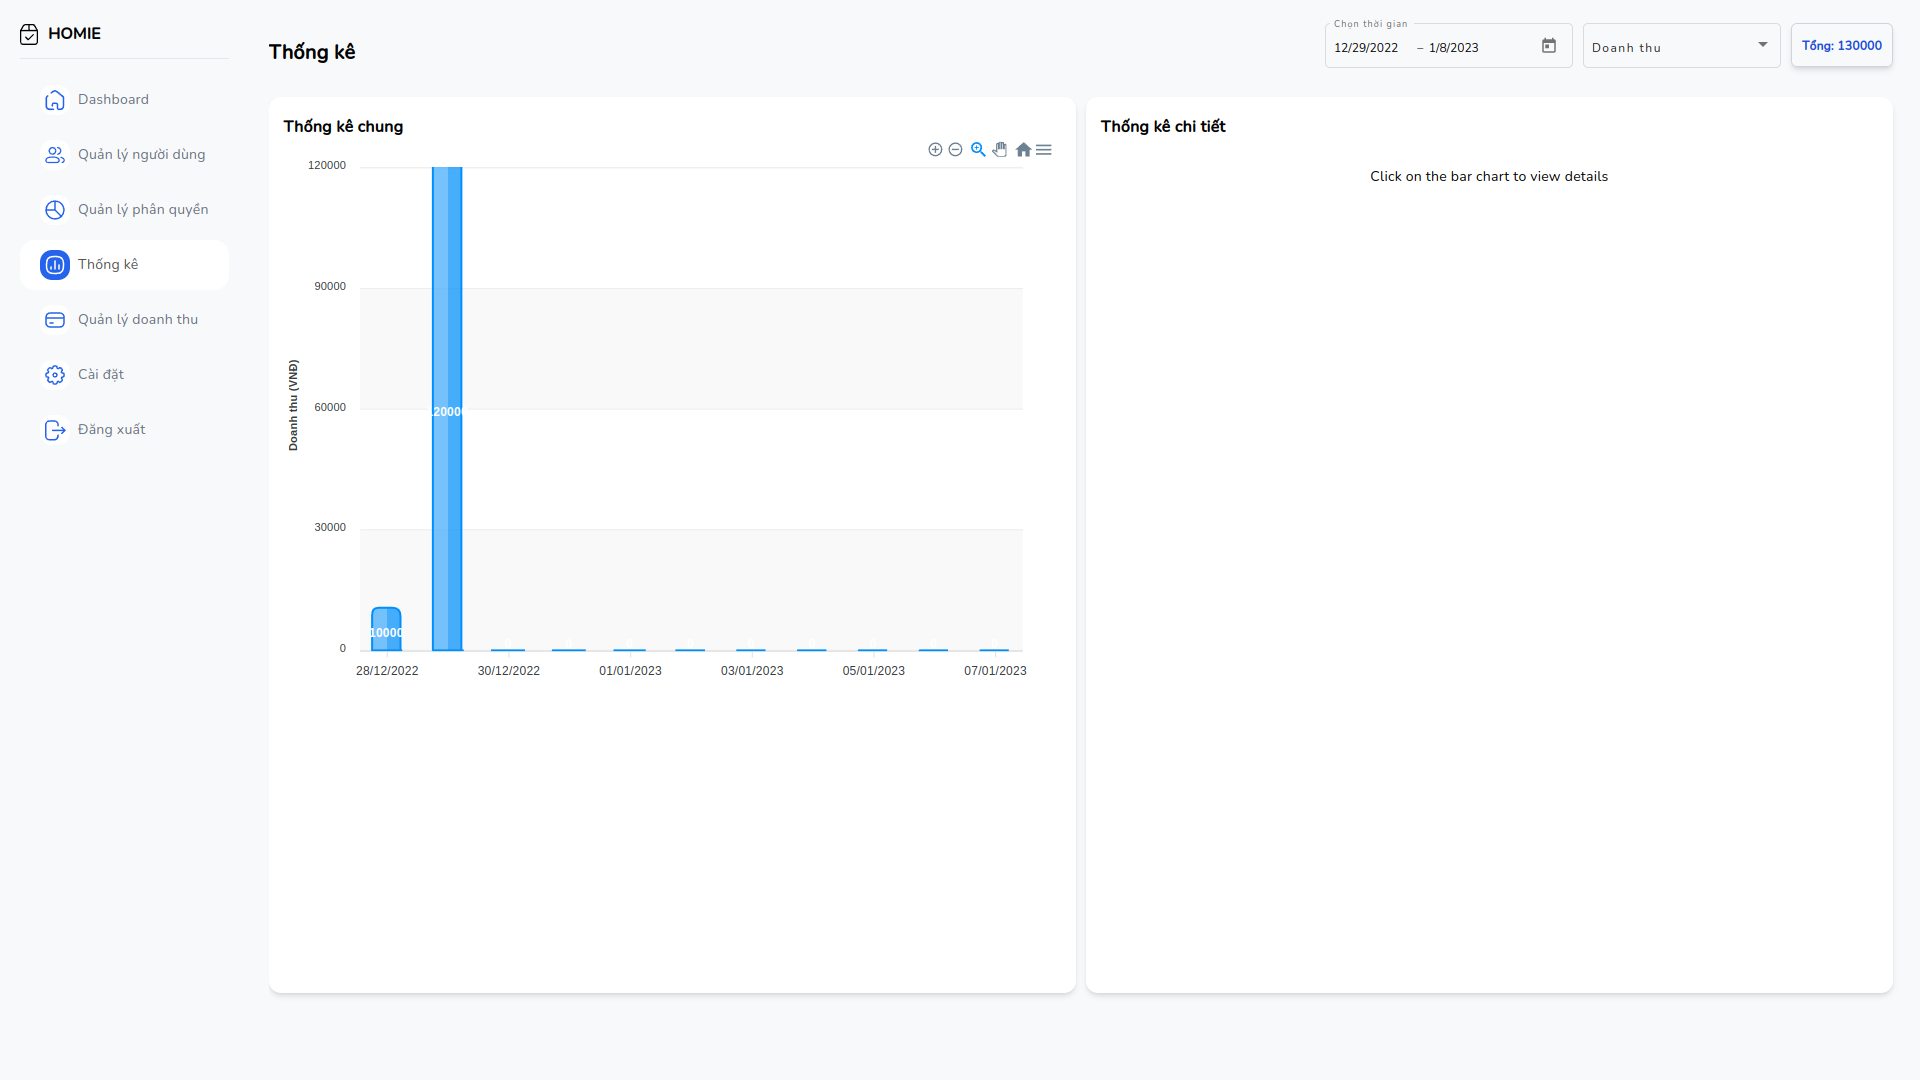 HOMIE
Dashboard
Quản lý người dùng
Quản lý phân quyền
Thống kê
Quản lý doanh thu
Cài đặt
Đăng xuất
Thống kê
Chọn thời gian
12/29/2022 – 1/8/2023
Doanh thu
Tổng: 130000
Thống kê chung
120000
90000
60000
30000
0
Doanh thu (VNĐ)
120000
10000
28/12/2022 30/12/2022 01/01/2023 03/01/2023 05/01/2023 07/01/2023
Thống kê chi tiết
Click on the bar chart to view details